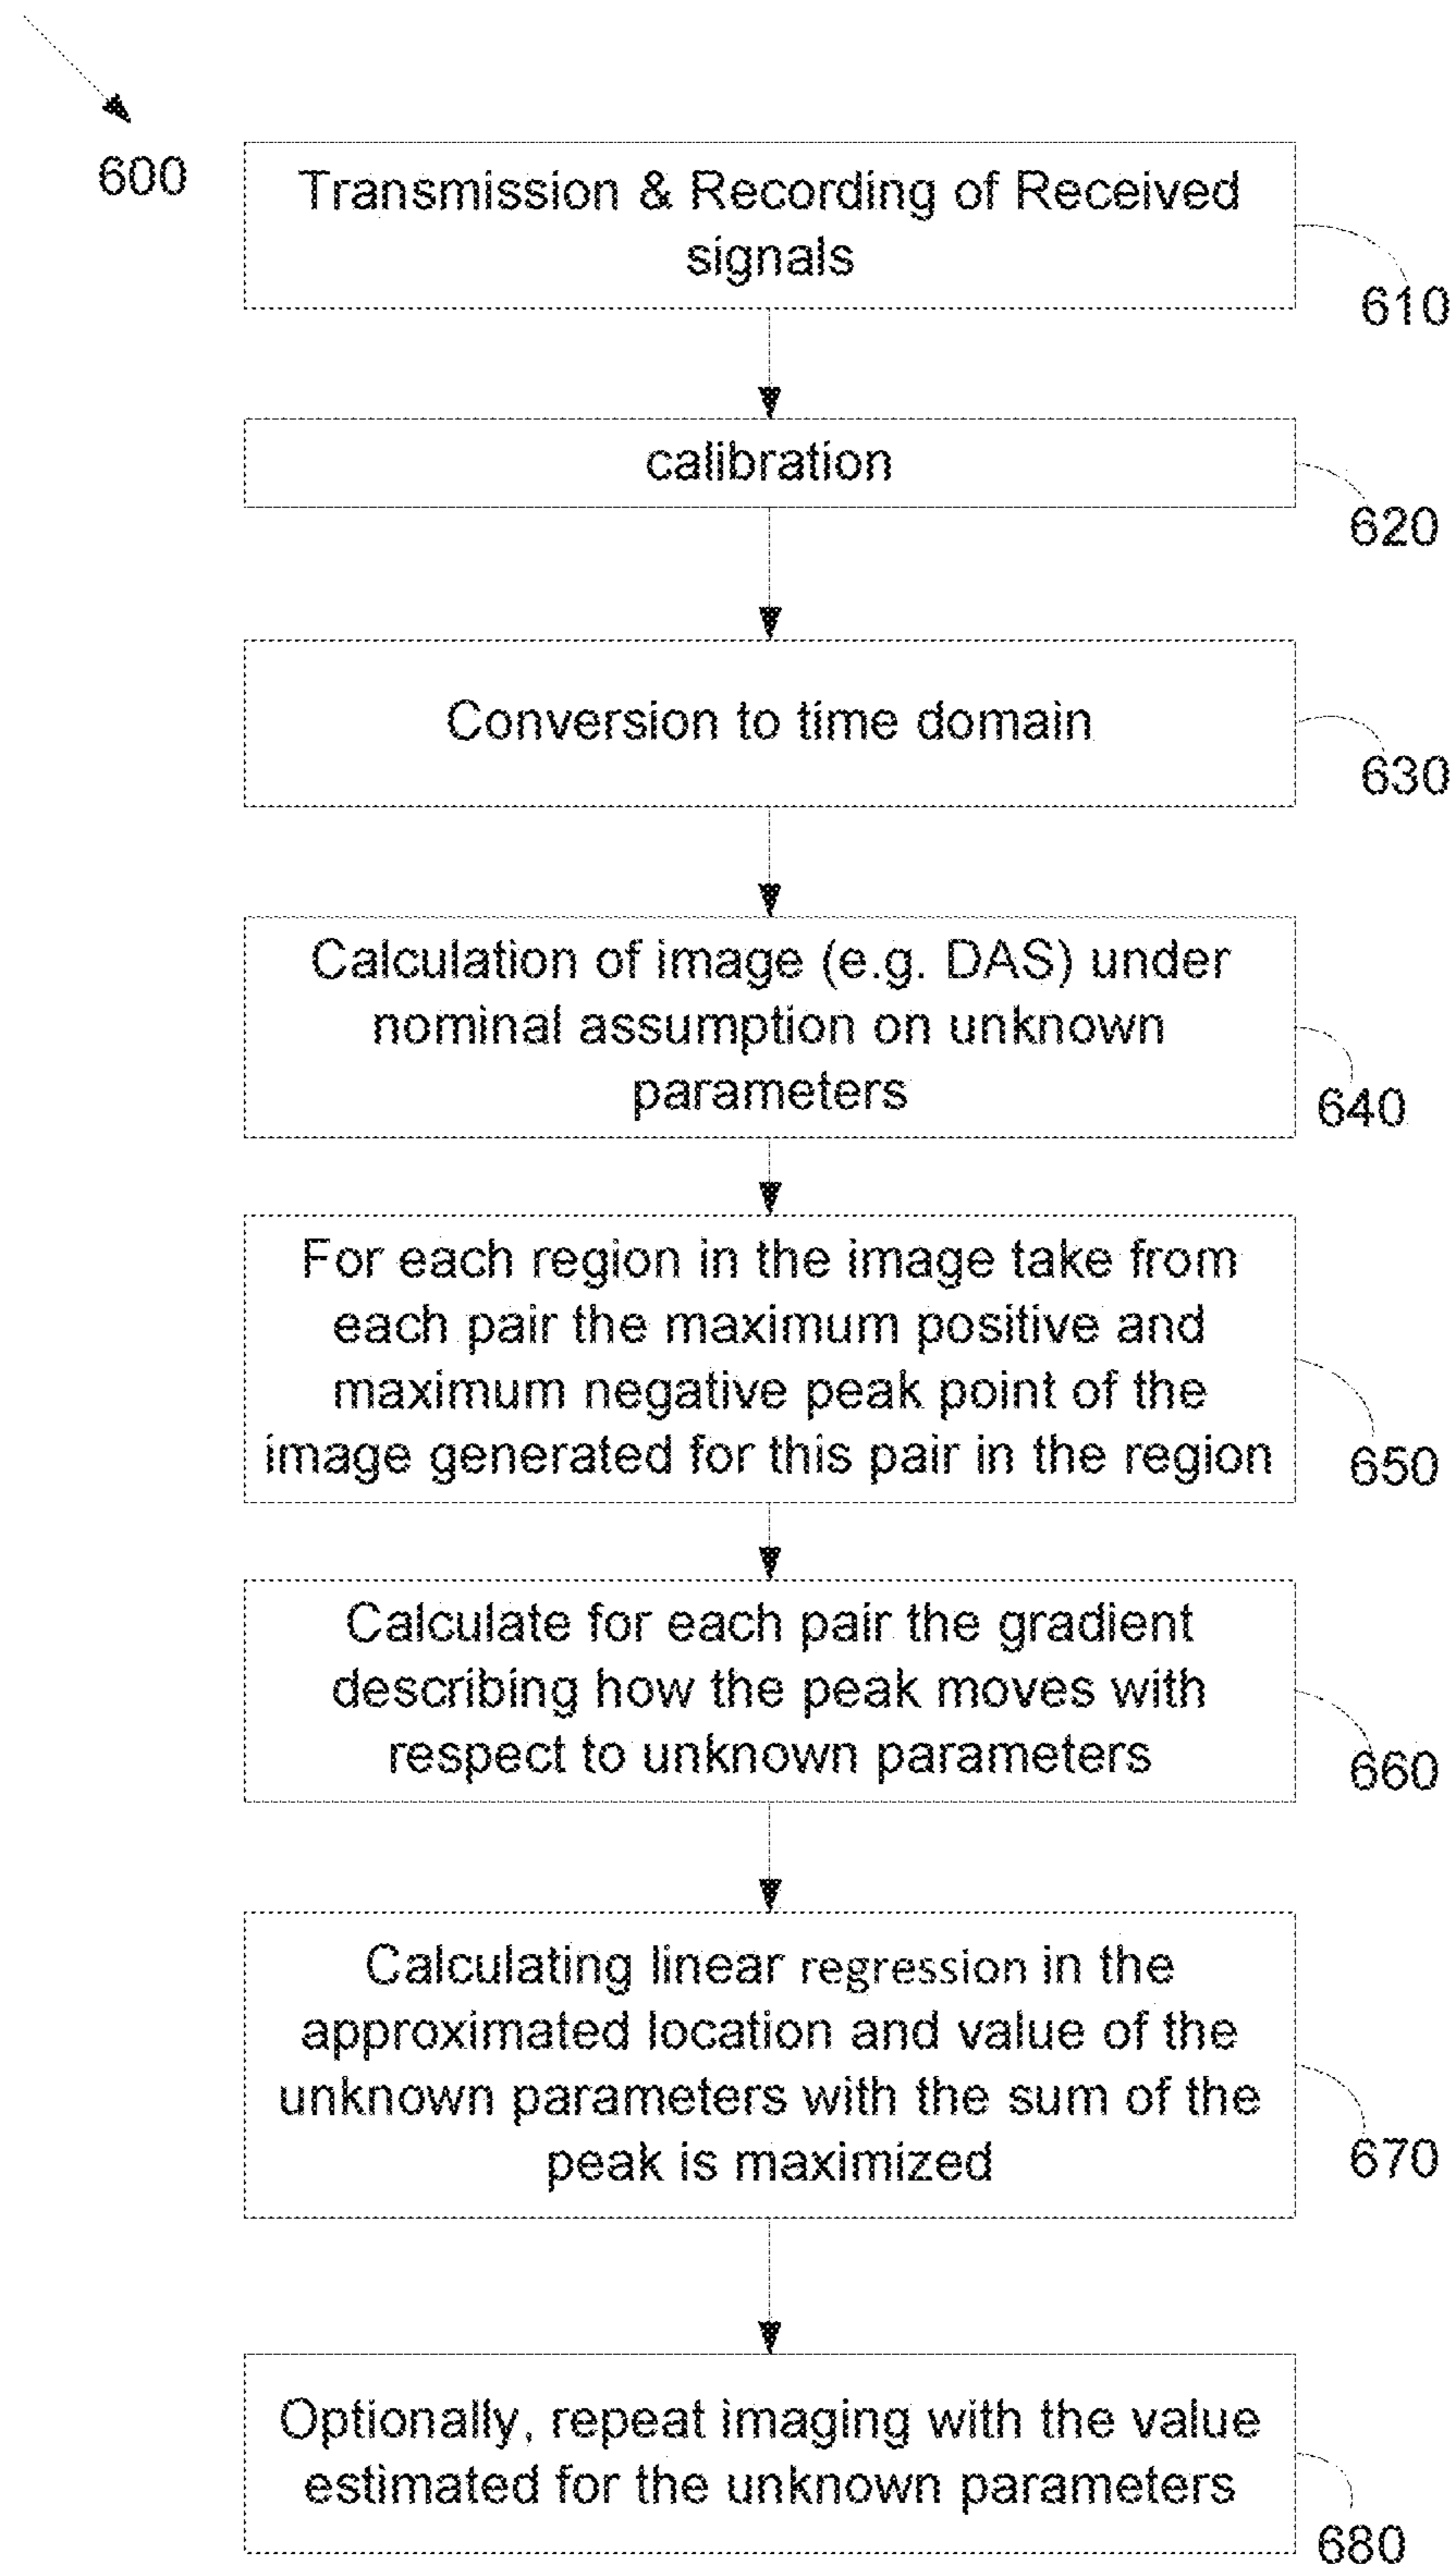 600
Transmission & Recording of Received
signals
610
calibration
620
Conversion to time domain
630
Calculation of image (e.g. DAS) under
nominal assumption on unknown
parameters
640
For each region in the image take from
each pair the maximum positive and
maximum negative peak point of the
image generated for this pair in the region
650
Calculate for each pair the gradient
describing how the peak moves with
respect to unknown parameters
660
Calculating linear regression in the
approximated location and value of the
unknown parameters with the sum of the
peak is maximized
670
Optionally, repeat imaging with the value
estimated for the unknown parameters
680